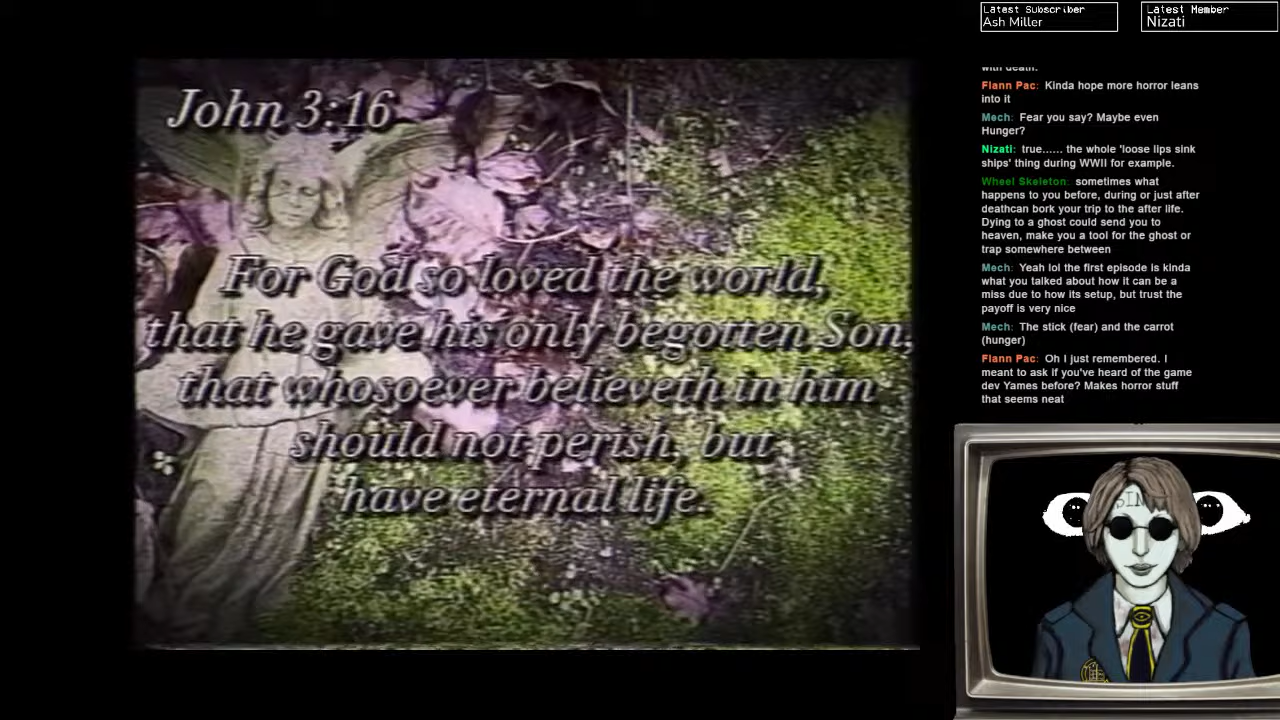 Latest Subscriber
Ash Miller
Latest Member
Nizati
John 3:16
For God so loved the world,
that he gave his only begotten Son,
that whosoever believeth in him
should not perish, but
have eternal life.
with death.
Flann Pac: Kinda hope more horror leans
into it
Mech: Fear you say? Maybe even
Hunger?
Nizati: true...... the whole 'loose lips sink
ships' thing during WWII for example.
Wheel Skeleton: sometimes what
happens to you before, during or just after
deathcan bork your trip to the after life.
Dying to a ghost could send you to
heaven, make you a tool for the ghost or
trap somewhere between
Mech: Yeah lol the first episode is kinda
what you talked about how it can be a
miss due to how its setup, but trust the
payoff is very nice
Mech: The stick (fear) and the carrot
(hunger)
Flann Pac: Oh I just remembered. I
meant to ask if you've heard of the game
dev Yames before? Makes horror stuff
that seems neat
SIN